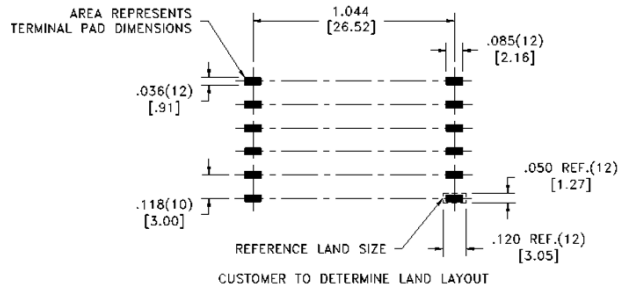 AREA REPRESENTS
TERMINAL PAD DIMENSIONS
1.044
[26.52]
.085(12)
[2.16]
.036(12)
[.91]
.050 REF.(12)
[1.27]
.118(10)
[3.00]
REFERENCE LAND SIZE
.120 REF.(12)
[3.05]
CUSTOMER TO DETERMINE LAND LAYOUT